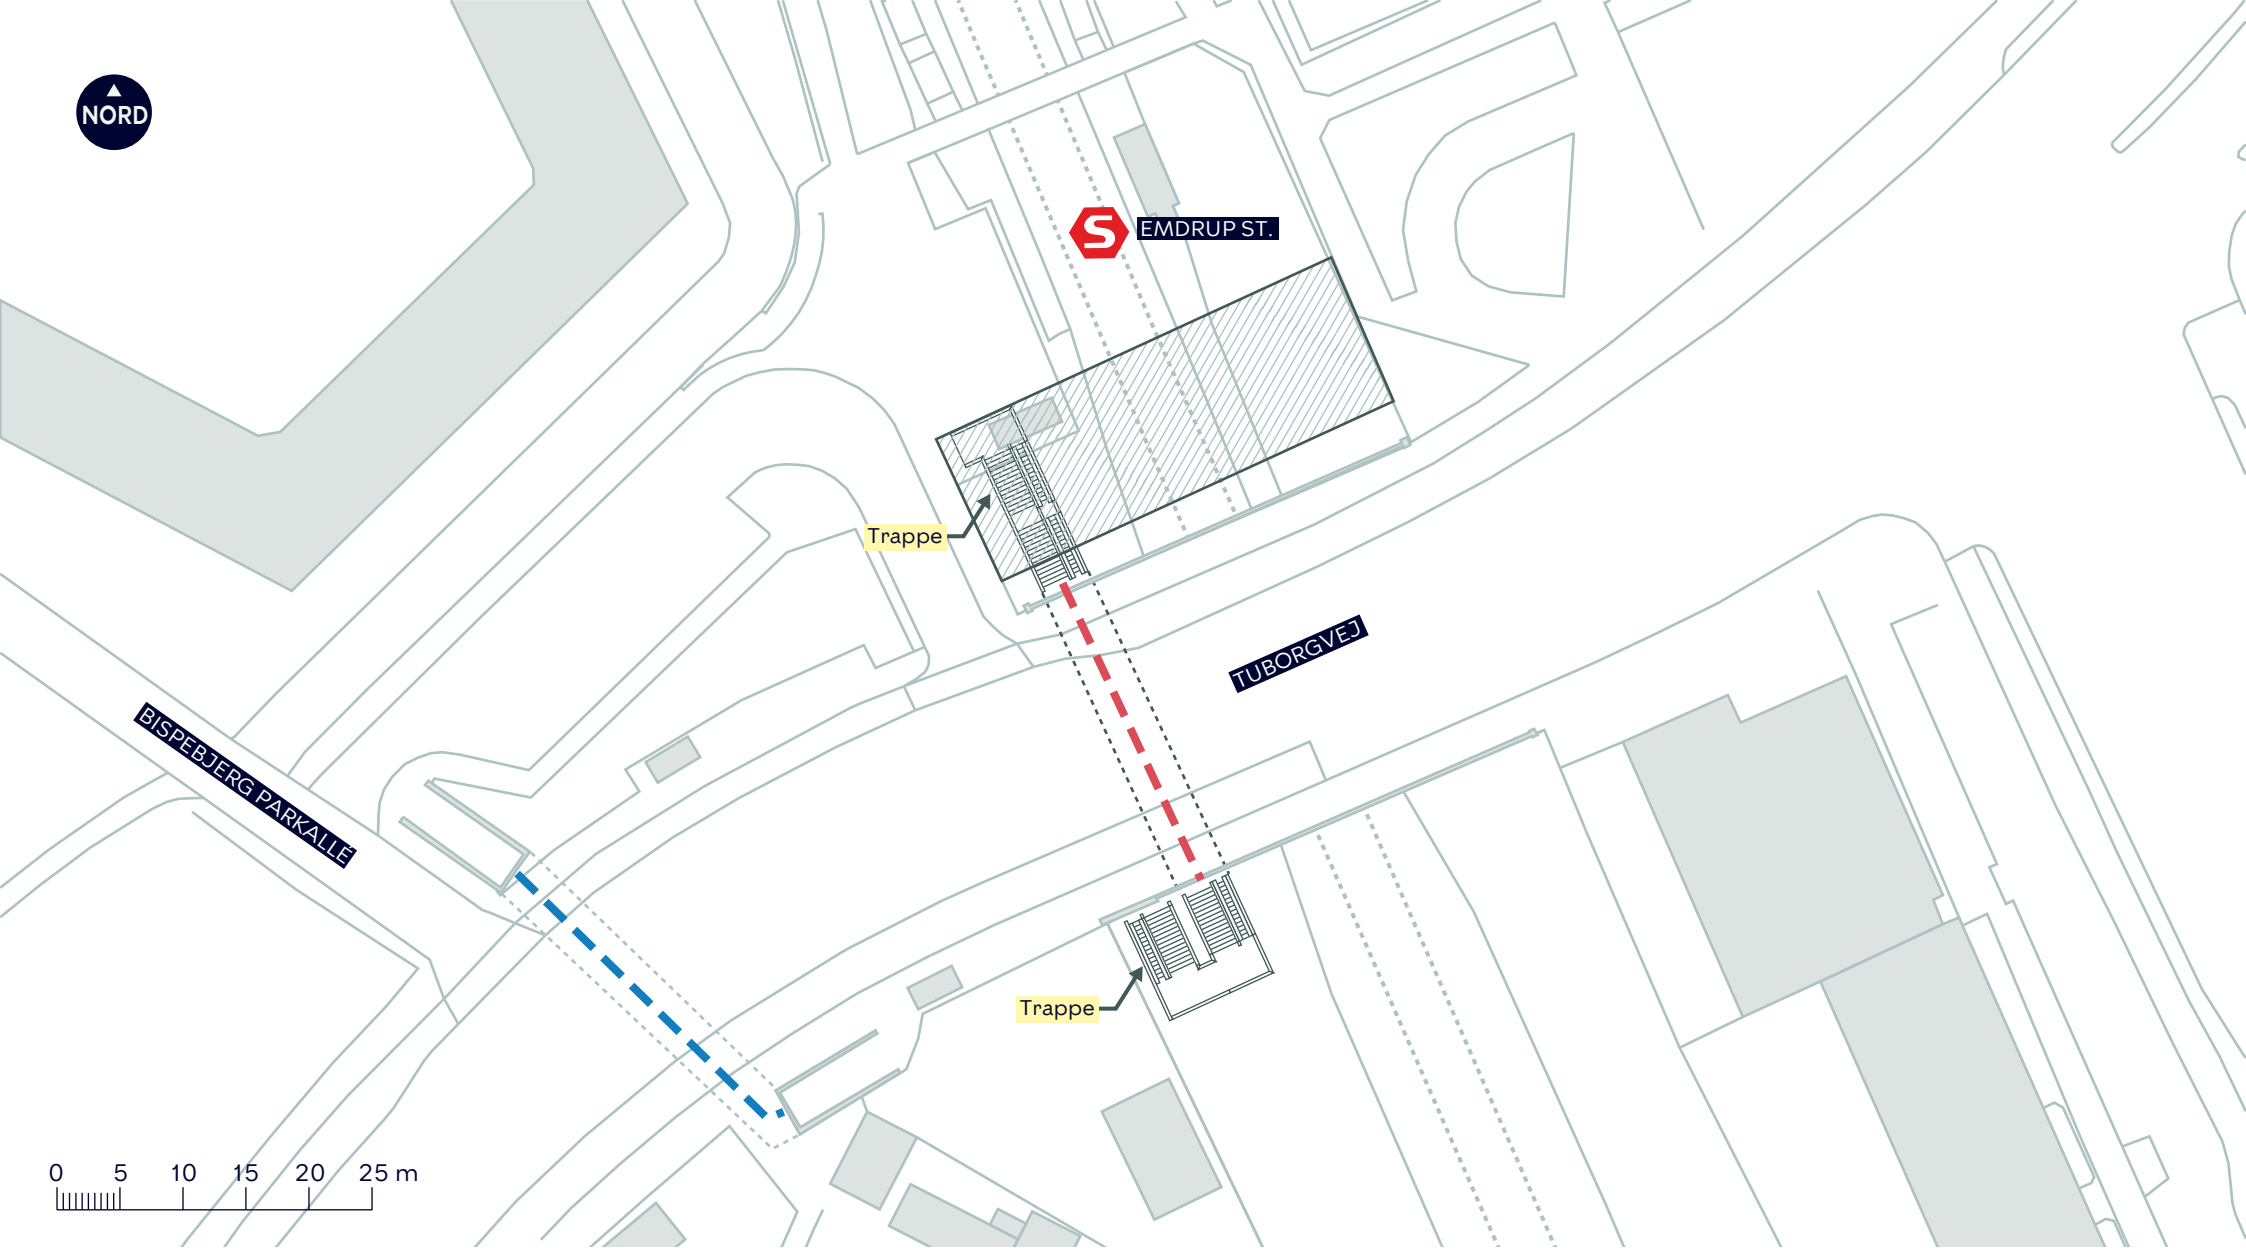 NORD
S
EMDRUP ST.
Trappe
TUBORGVEJ
BISPEBJERG PARKALLÉ
Trappe
0 5 10 15 20 25 m